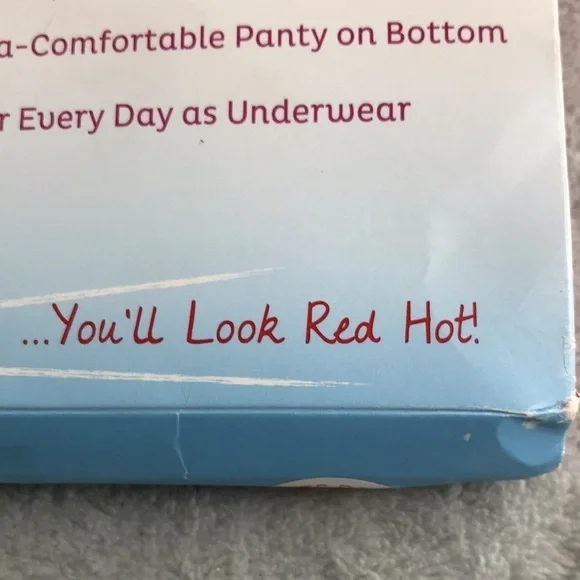 a-Comfortable Panty on Bottom
r Every Day as Underwear
...You'll Look Red Hot!